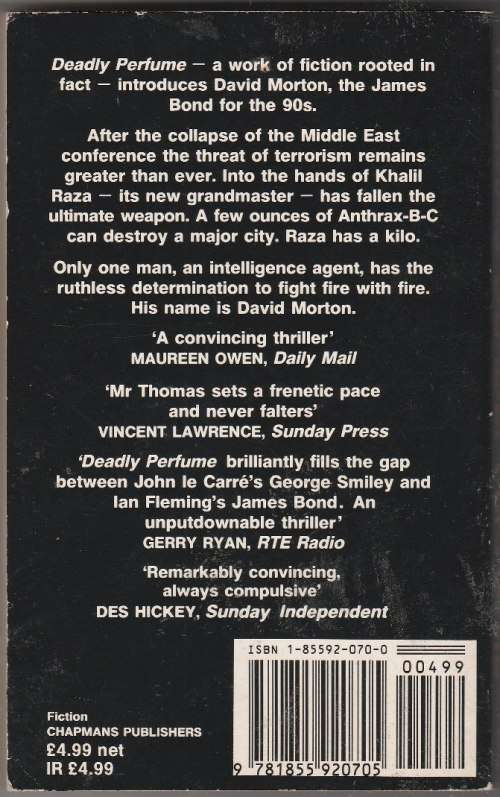 Deadly Perfume – a work of fiction rooted in
fact – introduces David Morton, the James
Bond for the 90s.
After the collapse of the Middle East
conference the threat of terrorism remains
greater than ever. Into the hands of Khalil
Raza – its new grandmaster – has fallen the
ultimate weapon. A few ounces of Anthrax-B-C
can destroy a major city. Raza has a kilo.
Only one man, an intelligence agent, has the
ruthless determination to fight fire with fire.
His name is David Morton.
‘A convincing thriller’
MAUREEN OWEN, Daily Mail
‘Mr Thomas sets a frenetic pace
and never falters’
VINCENT LAWRENCE, Sunday Press
‘Deadly Perfume brilliantly fills the gap
between John le Carré’s George Smiley and
Ian Fleming’s James Bond. An
unputdownable thriller’
GERRY RYAN, RTE Radio
‘Remarkably convincing,
always compulsive’
DES HICKEY, Sunday Independent
ISBN 1-85592-070-0
00499
9 781855 920705
Fiction
CHAPMANS PUBLISHERS
£4.99 net
IR £4.99